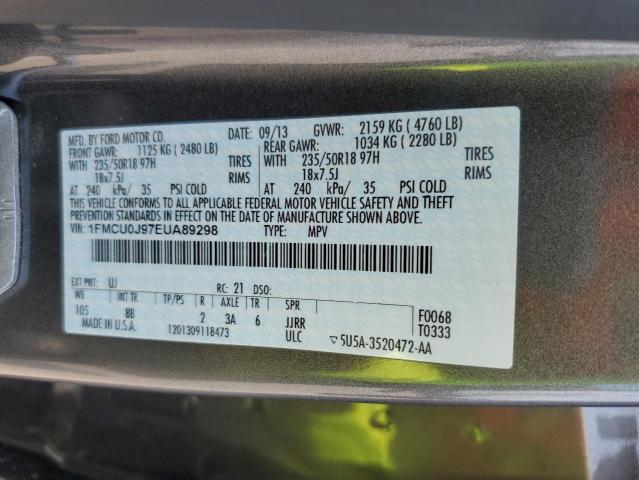 MFD. BY FORD MOTOR CO. DATE: 09/13 GVWR: 2159 KG ( 4760 LB)
FRONT GAWR: 1125 KG ( 2480 LB) REAR GAWR: 1034 KG ( 2280 LB)
WITH 235/50R18 97H TIRES WITH 235/50R18 97H TIRES
18x7.5J RIMS 18x7.5J RIMS
AT 240 kPa/ 35 PSI COLD AT 240 kPa/ 35 PSI COLD
THIS VEHICLE CONFORMS TO ALL APPLICABLE FEDERAL MOTOR VEHICLE SAFETY AND THEFT
PREVENTION STANDARDS IN EFFECT ON THE DATE OF MANUFACTURE SHOWN ABOVE.
VIN: 1FMCU0J97EUA89298 TYPE: MPV
EXT PNT: UJ RC: 21 DSO:
WB INT TR. TP/PS R AXLE TR SPR F0068
105 BB 2 3A 6 JJRR T0333
MADE IN U.S.A. 1201309118473 ULC ▽5U5A-3520472-AA